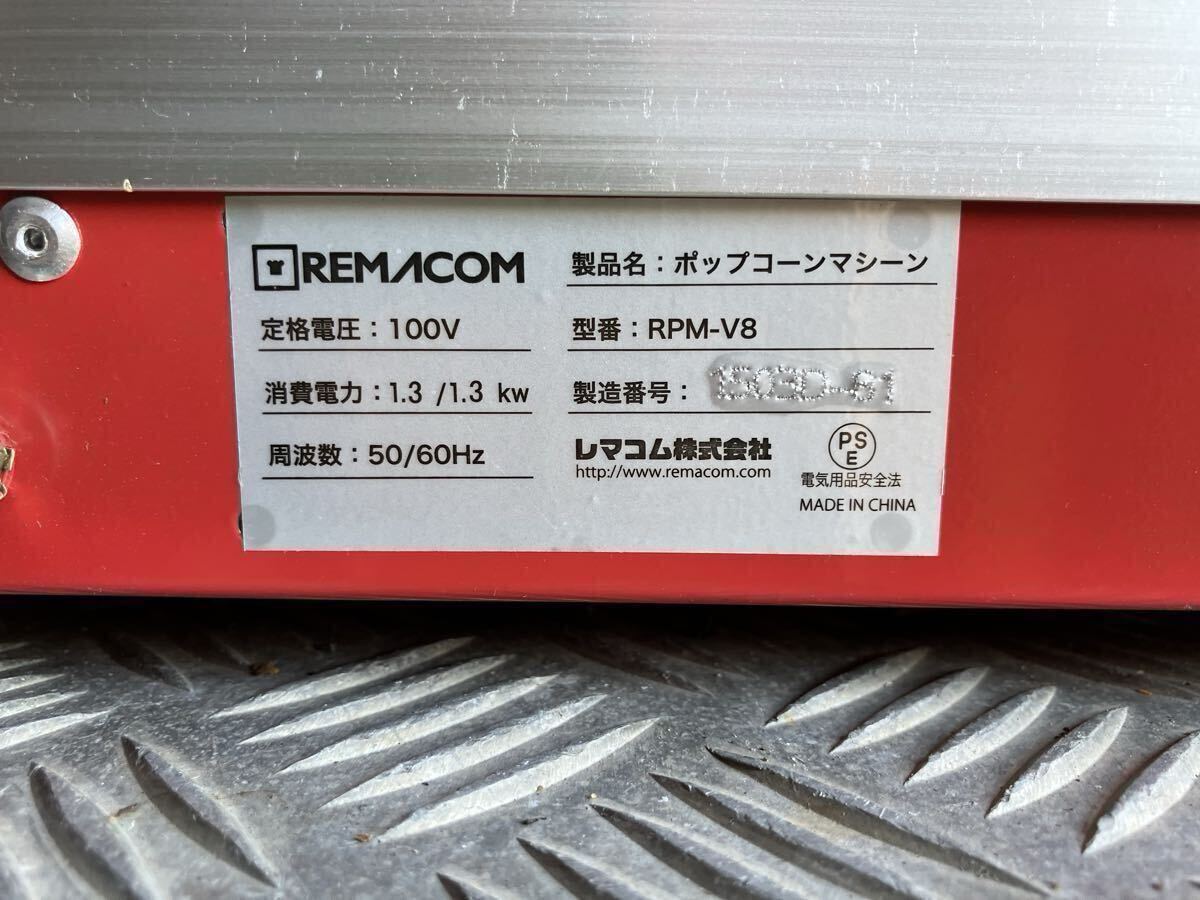 REMACOM
製品名：ポップコーンマシーン
定格電圧：100V
型番：RPM-V8
消費電力：1.3 /1.3 kw
製造番号：1503D-61
周波数：50/60Hz
レマコム株式会社
http://www.remacom.com
PS
E
電気用品安全法
MADE IN CHINA